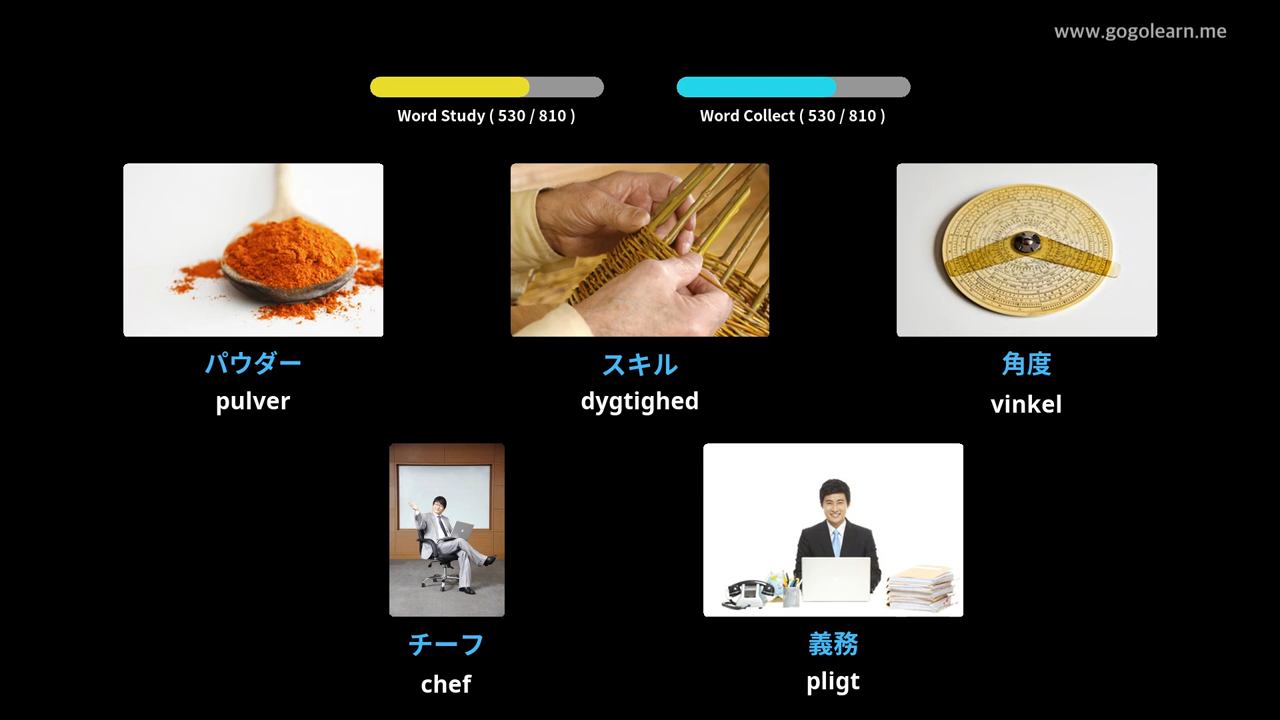 www.gogolearn.me
Word Study ( 530 / 810 )
Word Collect ( 530 / 810 )
パウダー
pulver
スキル
dygtighed
角度
vinkel
チーフ
chef
義務
pligt